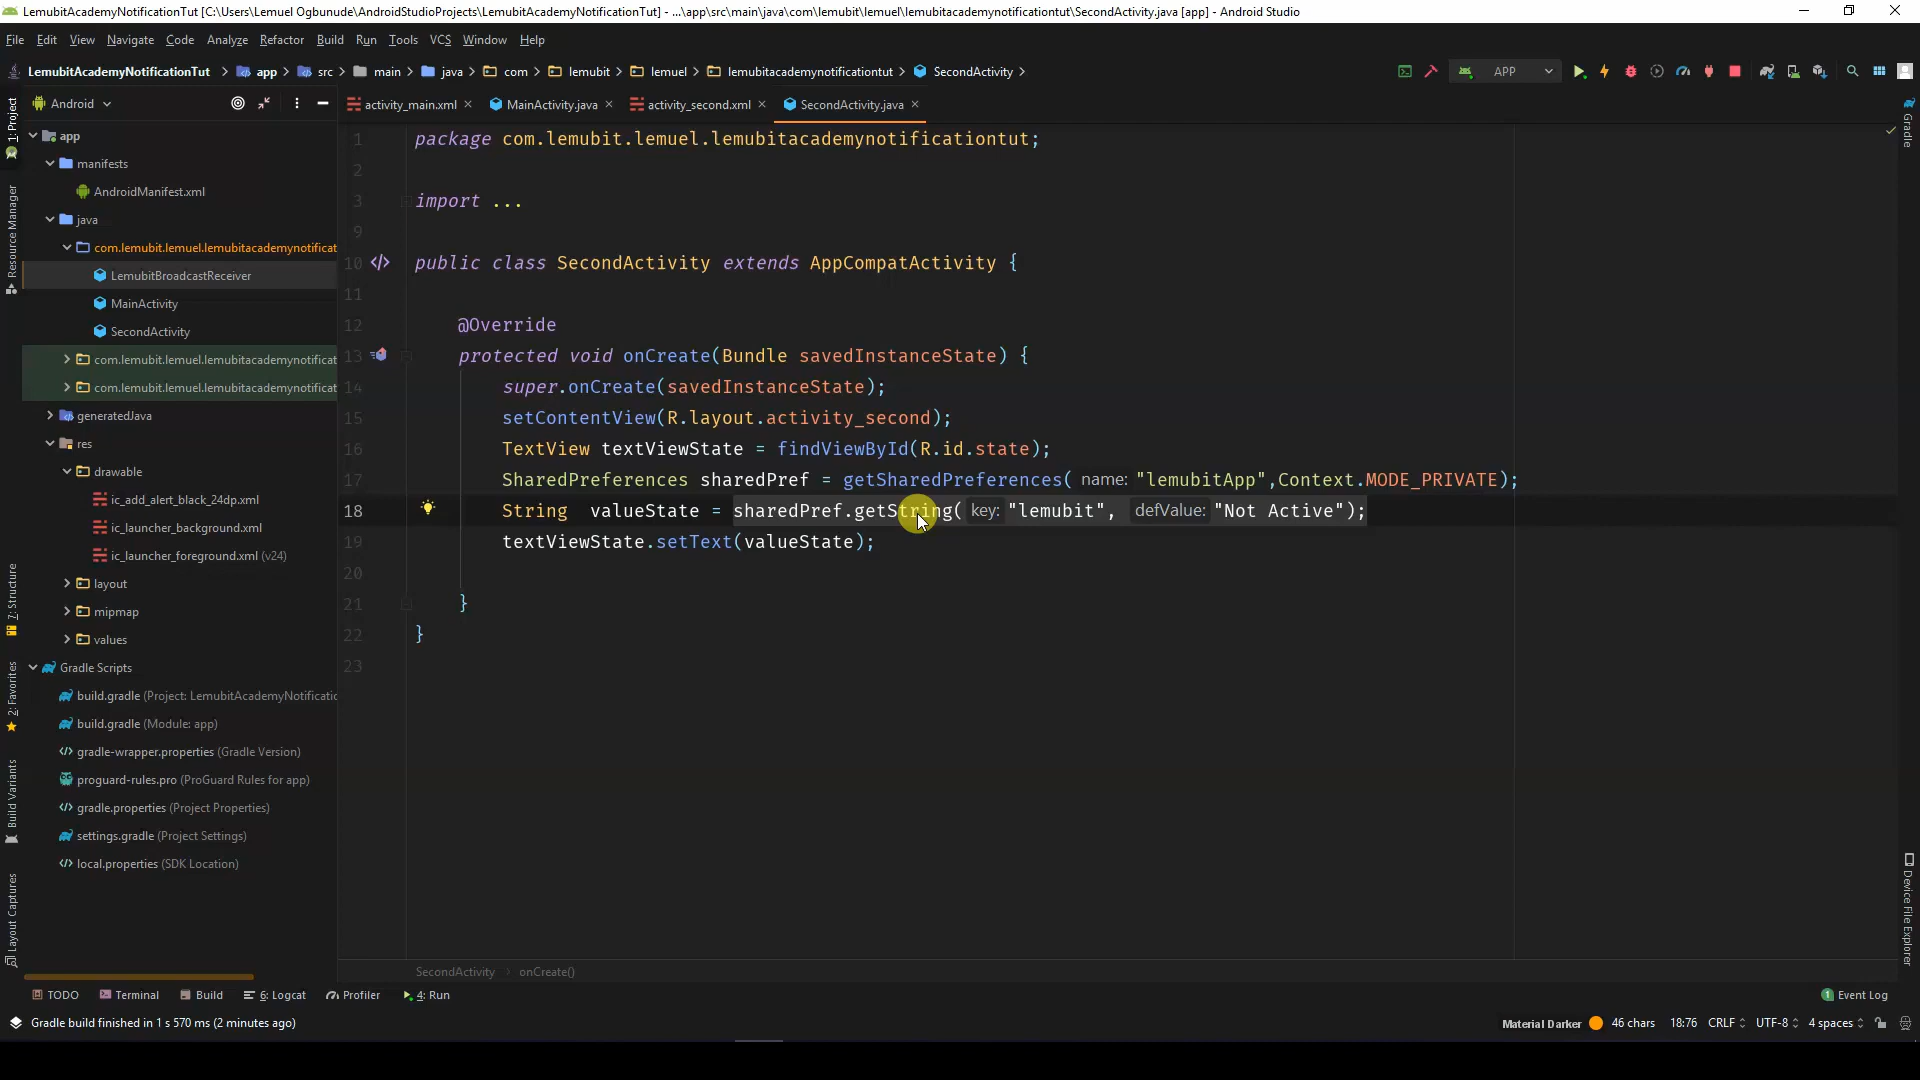 LemubitAcademyNotificationTut [C:\Users\Lemuel Ogbunude\AndroidStudioProjects\LemubitAcademyNotificationTut] - ...\app\src\main\java\com\lemubit\lemuel\lemubitacademynotificationtut\SecondActivity.java [app] - Android Studio
File Edit View Navigate Code Analyze Refactor Build Run Tools VCS Window Help
LemubitAcademyNotificationTut app src main java com lemubit lemuel lemubitacademynotificationtut SecondActivity APP
Android
activity_main.xml MainActivity.java activity_second.xml SecondActivity.java
1: Project
Resource Manager
7: Structure
2: Favorites
Build Variants
Layout Captures
app
manifests
AndroidManifest.xml
java
com.lemubit.lemuel.lemubitacademynotificat
LemubitBroadcastReceiver
MainActivity
SecondActivity
com.lemubit.lemuel.lemubitacademynotificat
com.lemubit.lemuel.lemubitacademynotificat
generatedJava
res
drawable
ic_add_alert_black_24dp.xml
ic_launcher_background.xml
ic_launcher_foreground.xml (v24)
layout
mipmap
values
Gradle Scripts
build.gradle (Project: LemubitAcademyNotificatic
build.gradle (Module: app)
gradle-wrapper.properties (Gradle Version)
proguard-rules.pro (ProGuard Rules for app)
gradle.properties (Project Properties)
settings.gradle (Project Settings)
local.properties (SDK Location)
1 package com.lemubit.lemuel.lemubitacademynotificationtut;
2
3 import ...
9
10 public class SecondActivity extends AppCompatActivity {
11
12 @Override
13 protected void onCreate(Bundle savedInstanceState) {
14 super.onCreate(savedInstanceState);
15 setContentView(R.layout.activity_second);
16 TextView textViewState = findViewById(R.id.state);
17 SharedPreferences sharedPref = getSharedPreferences( name: "lemubitApp",Context.MODE_PRIVATE);
18 String valueState = sharedPref.getString( key: "lemubit", defValue: "Not Active");
19 textViewState.setText(valueState);
20
21 }
22 }
23
Gradle
Device File Explorer
SecondActivity onCreate()
TODO Terminal Build 6: Logcat Profiler 4: Run 1 Event Log
Gradle build finished in 1 s 570 ms (2 minutes ago) Material Darker 46 chars 18:76 CRLF UTF-8 4 spaces